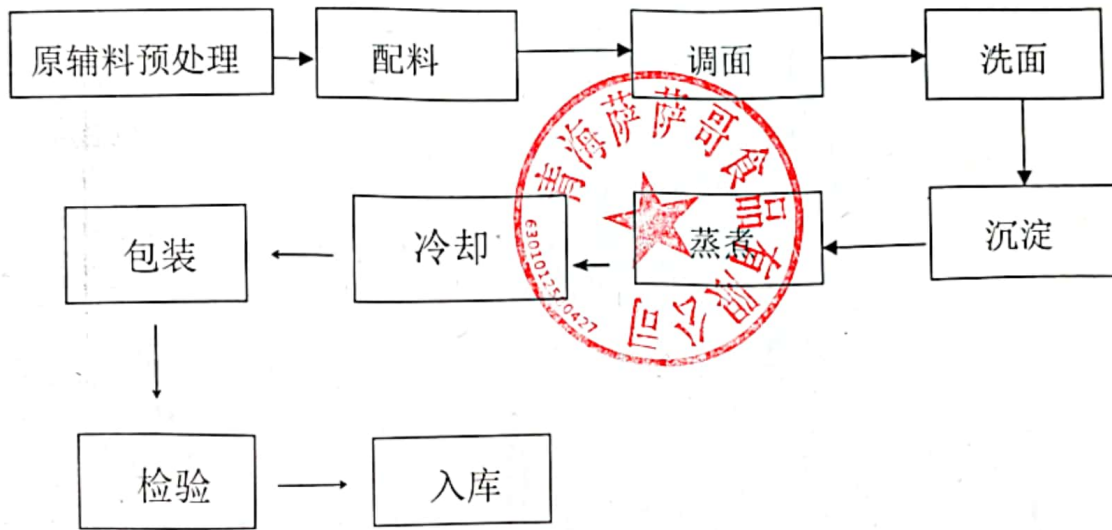 原辅料预处理
配料
调面
洗面
沉淀
蒸煮
冷却
包装
检验
入库
青海萨萨哥食品有限公司